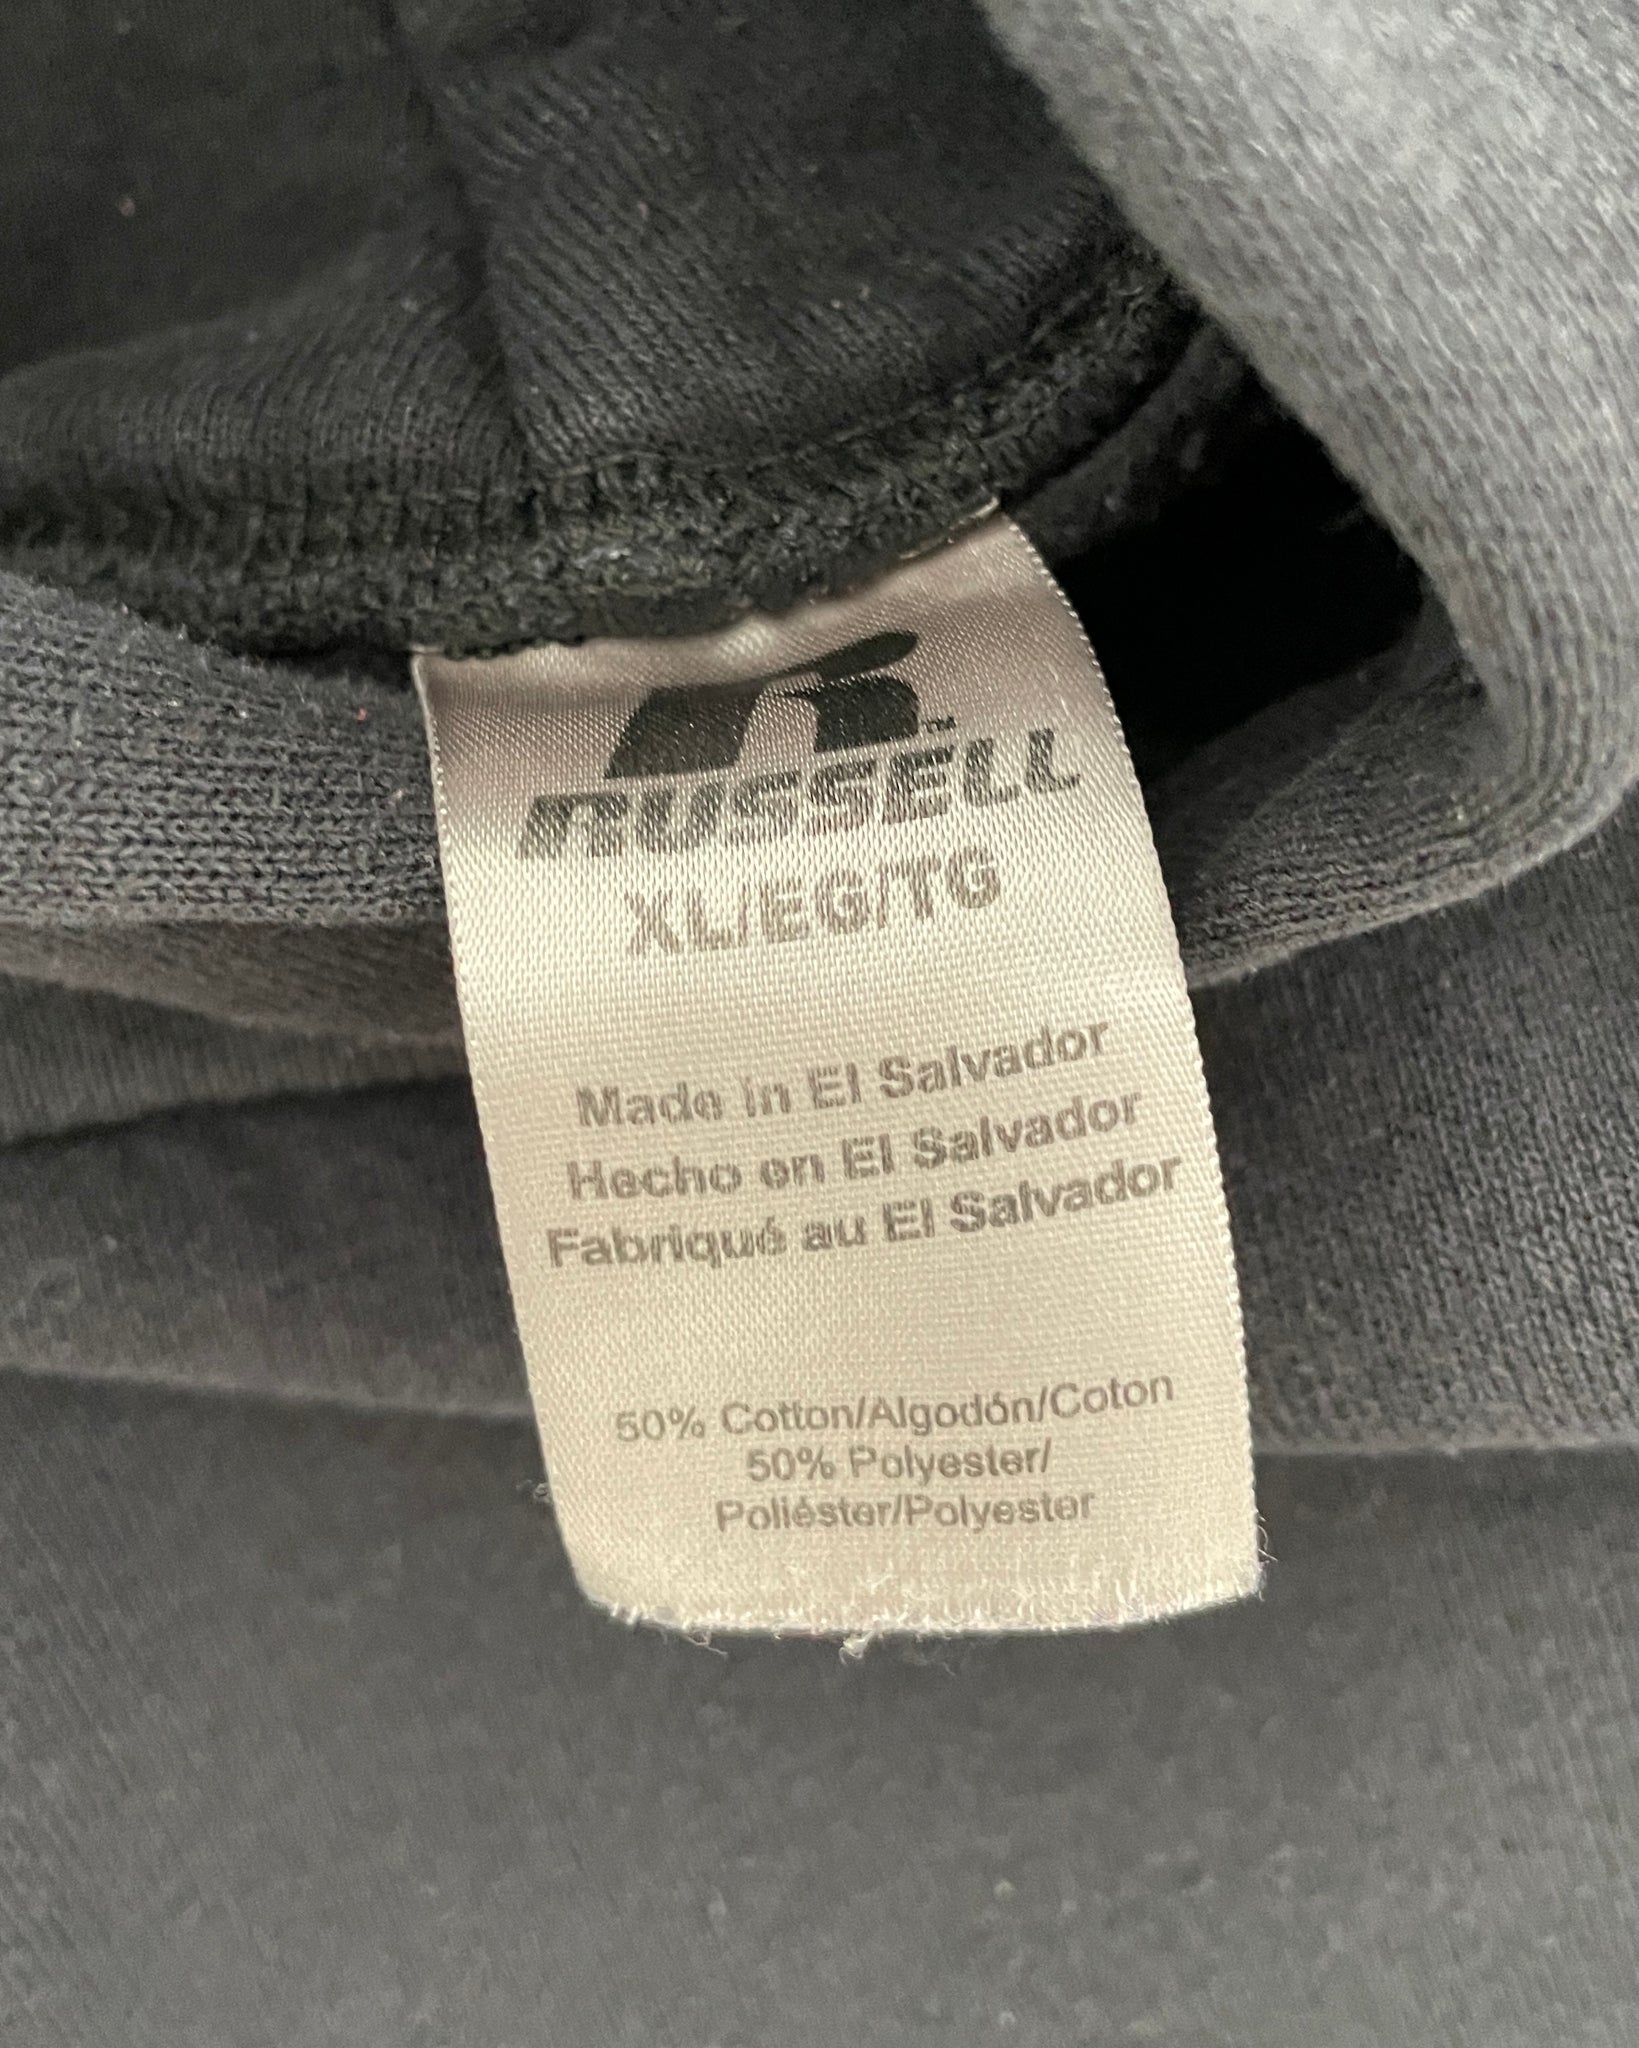 RUSSELL™
XL/EG/TG
Made in El Salvador
Hecho en El Salvador
Fabriqué au El Salvador
50% Cotton/Algodón/Coton
50% Polyester/
Poliéster/Polyester